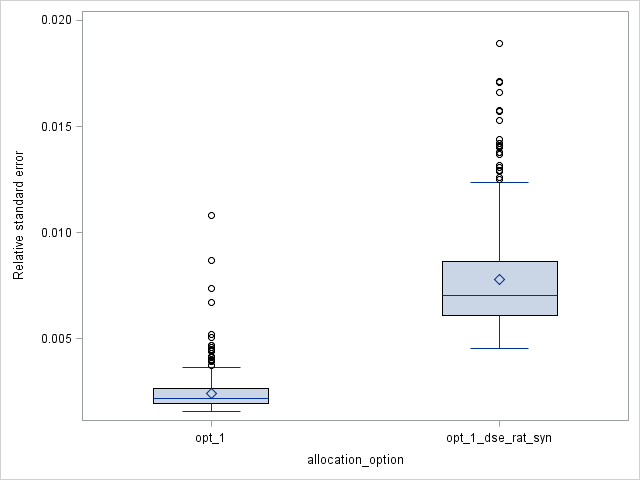 0.020
0.015
0.010
0.005
Relative standard error
opt_1
opt_1_dse_rat_syn
allocation_option